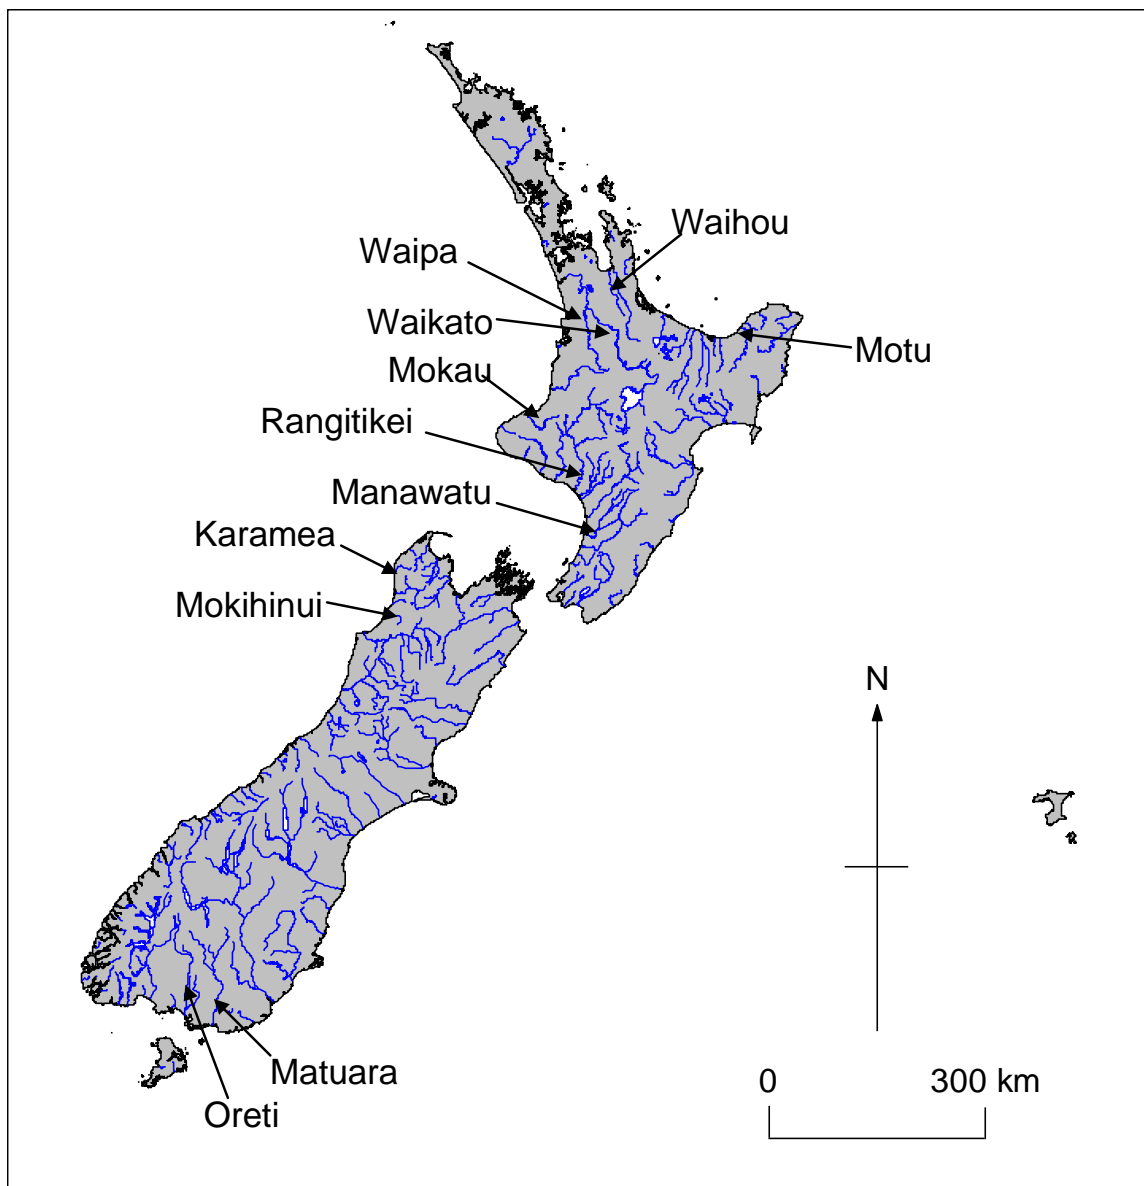 Waihou
Waipa
Waikato
Motu
Mokau
Rangitikei
Manawatu
Karamea
Mokihinui
N
Matuara
Oreti
0 300 km